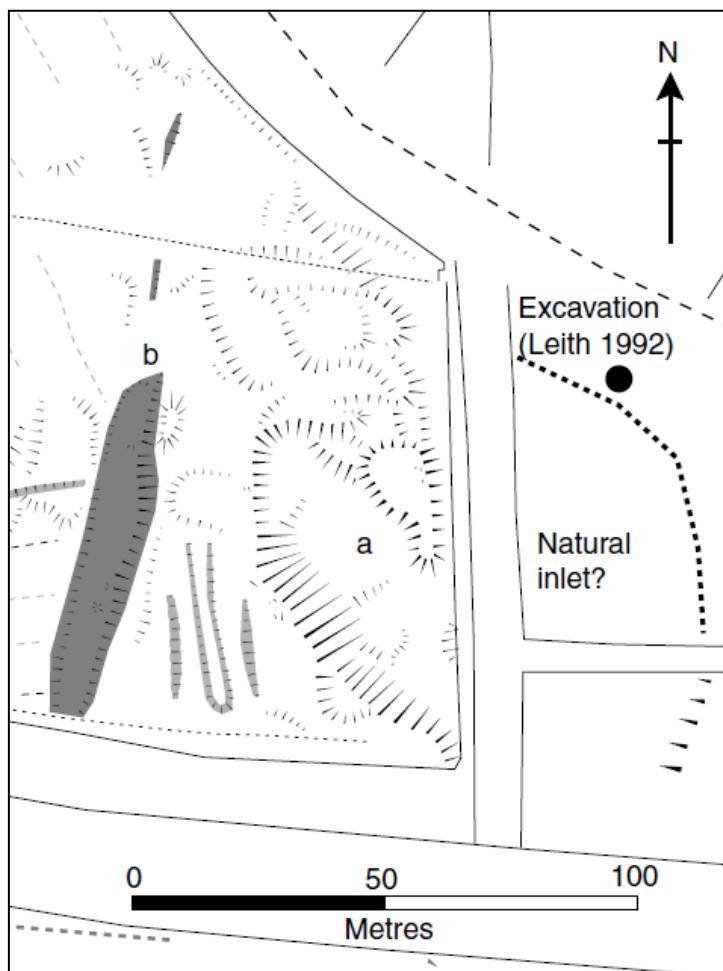 N
Excavation
(Leith 1992)
b
a
Natural
inlet?
0 50 100
Metres